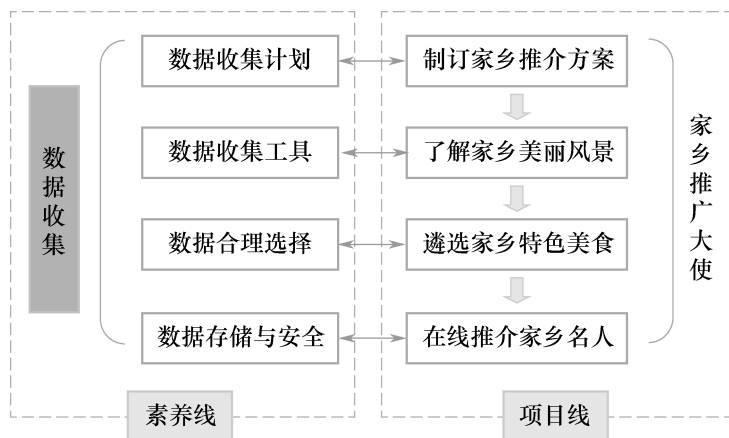 数据收集
数据收集计划
数据收集工具
数据合理选择
数据存储与安全
素养线
制订家乡推介方案
了解家乡美丽风景
遴选家乡特色美食
在线推介家乡名人
家乡推广大使
项目线